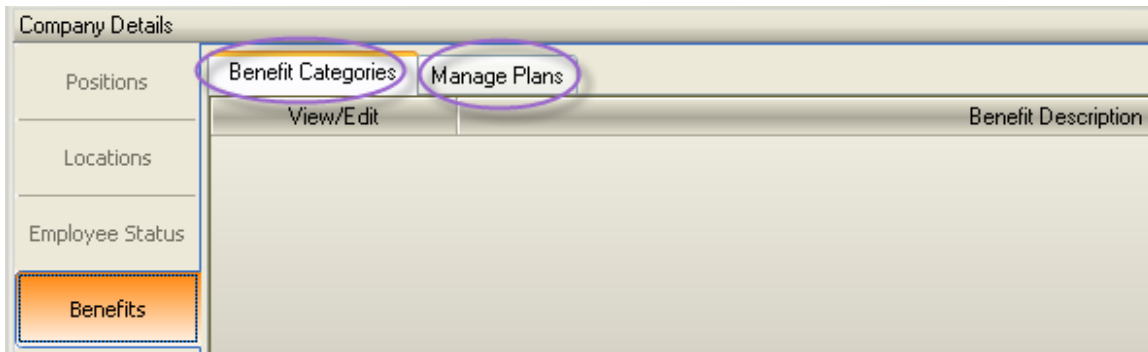 Company Details
Positions
Locations
Employee Status
Benefits
Benefit Categories
Manage Plans
View/Edit
Benefit Description